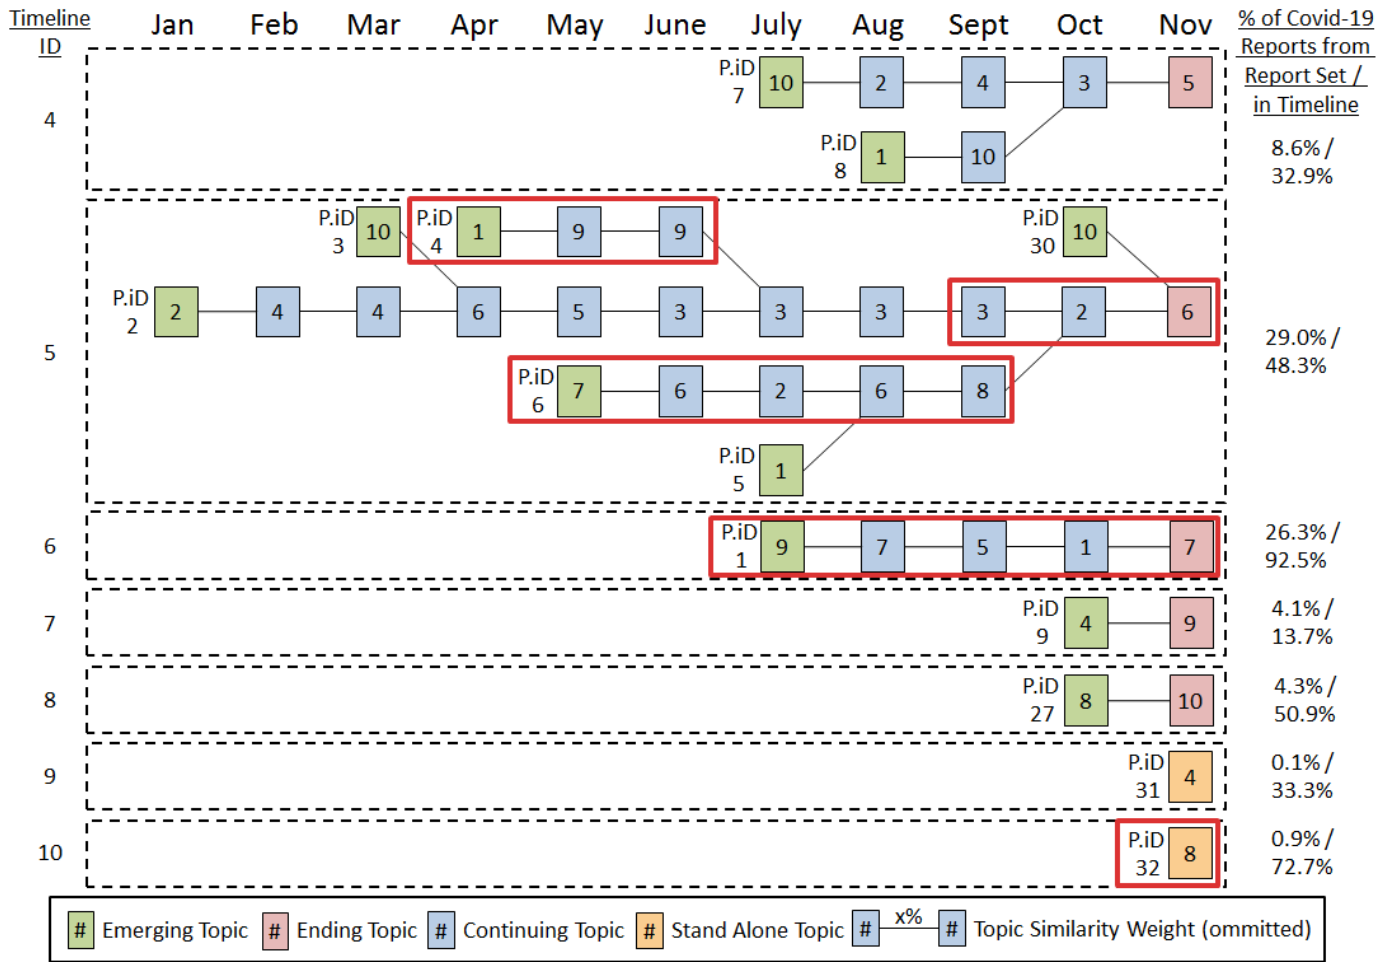 Timeline
ID
Jan Feb Mar Apr May June July Aug Sept Oct Nov
% of Covid-19
Reports from
Report Set /
in Timeline
4
P.iD
7
10 2 4 3 5
P.iD
8
1 10
8.6% /
32.9%
5
P.iD
3
10
P.iD
4
1 9 9
P.iD
30
10
P.iD
2
2 4 4 6 5 3 3 3 3 2 6
P.iD
6
7 6 2 6 8
P.iD
5
1
29.0% /
48.3%
6
P.iD
1
9 7 5 1 7
26.3% /
92.5%
7
P.iD
9
4 9
4.1% /
13.7%
8
P.iD
27
8 10
4.3% /
50.9%
9
P.iD
31
4
0.1% /
33.3%
10
P.iD
32
8
0.9% /
72.7%
# Emerging Topic # Ending Topic # Continuing Topic # Stand Alone Topic # x% # Topic Similarity Weight (ommitted)